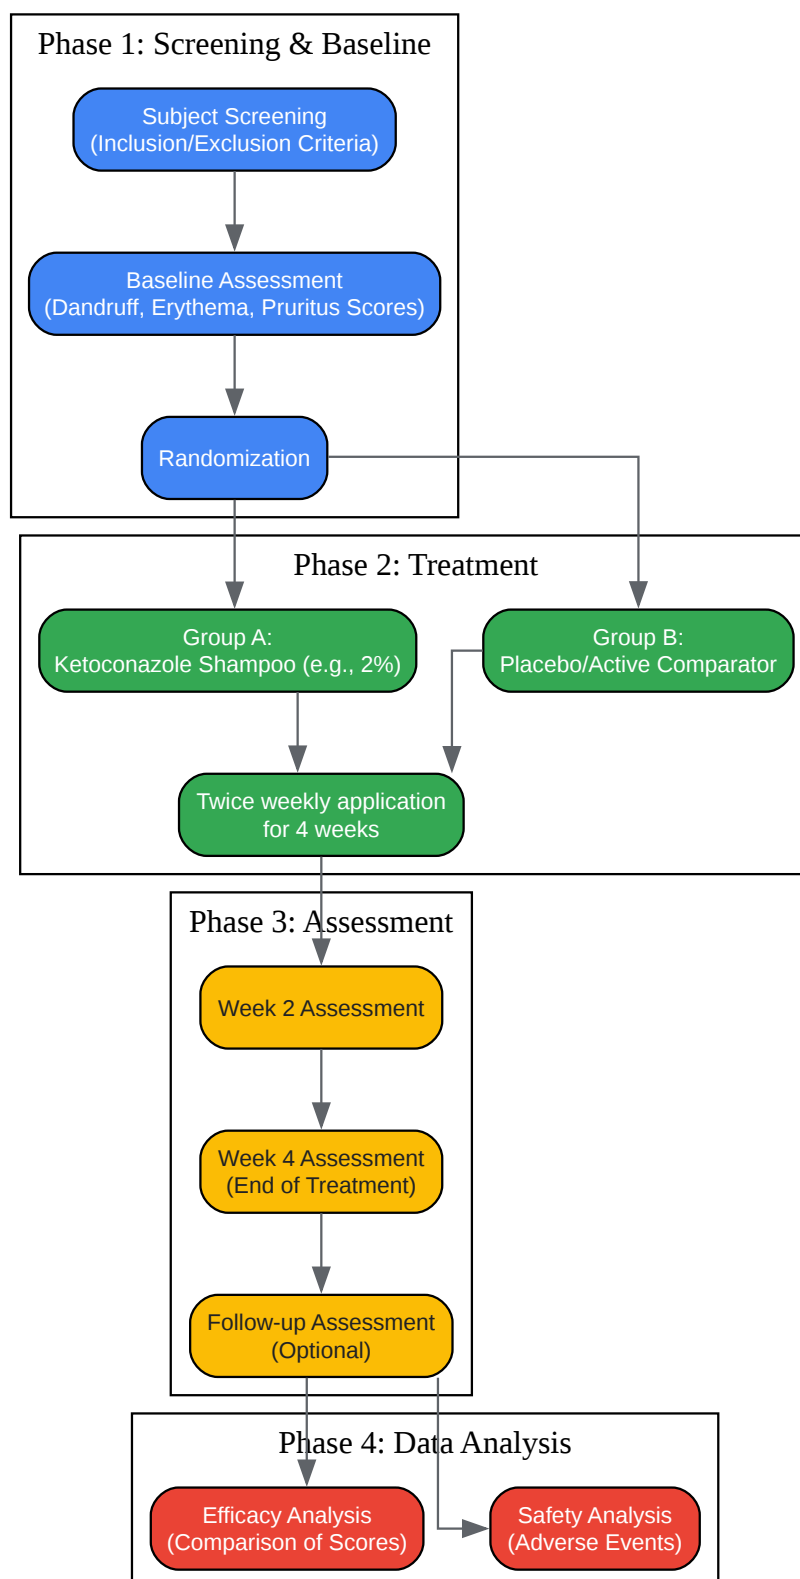 Phase 1: Screening & Baseline
Subject Screening
(Inclusion/Exclusion Criteria)
Baseline Assessment
(Dandruff, Erythema, Pruritus Scores)
Randomization
Phase 2: Treatment
Group A:
Ketoconazole Shampoo (e.g., 2%)
Group B:
Placebo/Active Comparator
Twice weekly application
for 4 weeks
Phase 3: Assessment
Week 2 Assessment
Week 4 Assessment
(End of Treatment)
Follow-up Assessment
(Optional)
Phase 4: Data Analysis
Efficacy Analysis
(Comparison of Scores)
Safety Analysis
(Adverse Events)